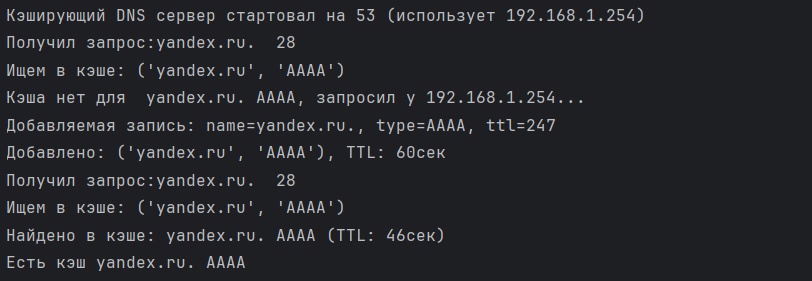 Кэширующий DNS сервер стартовал на 53 (использует 192.168.1.254)
Получил запрос:yandex.ru.  28
Ищем в кэше: ('yandex.ru', 'AAAA')
Кэша нет для  yandex.ru. AAAA, запросил у 192.168.1.254...
Добавляемая запись: name=yandex.ru., type=AAAA, ttl=247
Добавлено: ('yandex.ru', 'AAAA'), TTL: 60сек
Получил запрос:yandex.ru.  28
Ищем в кэше: ('yandex.ru', 'AAAA')
Найдено в кэше: yandex.ru. AAAA (TTL: 46сек)
Есть кэш yandex.ru. AAAA